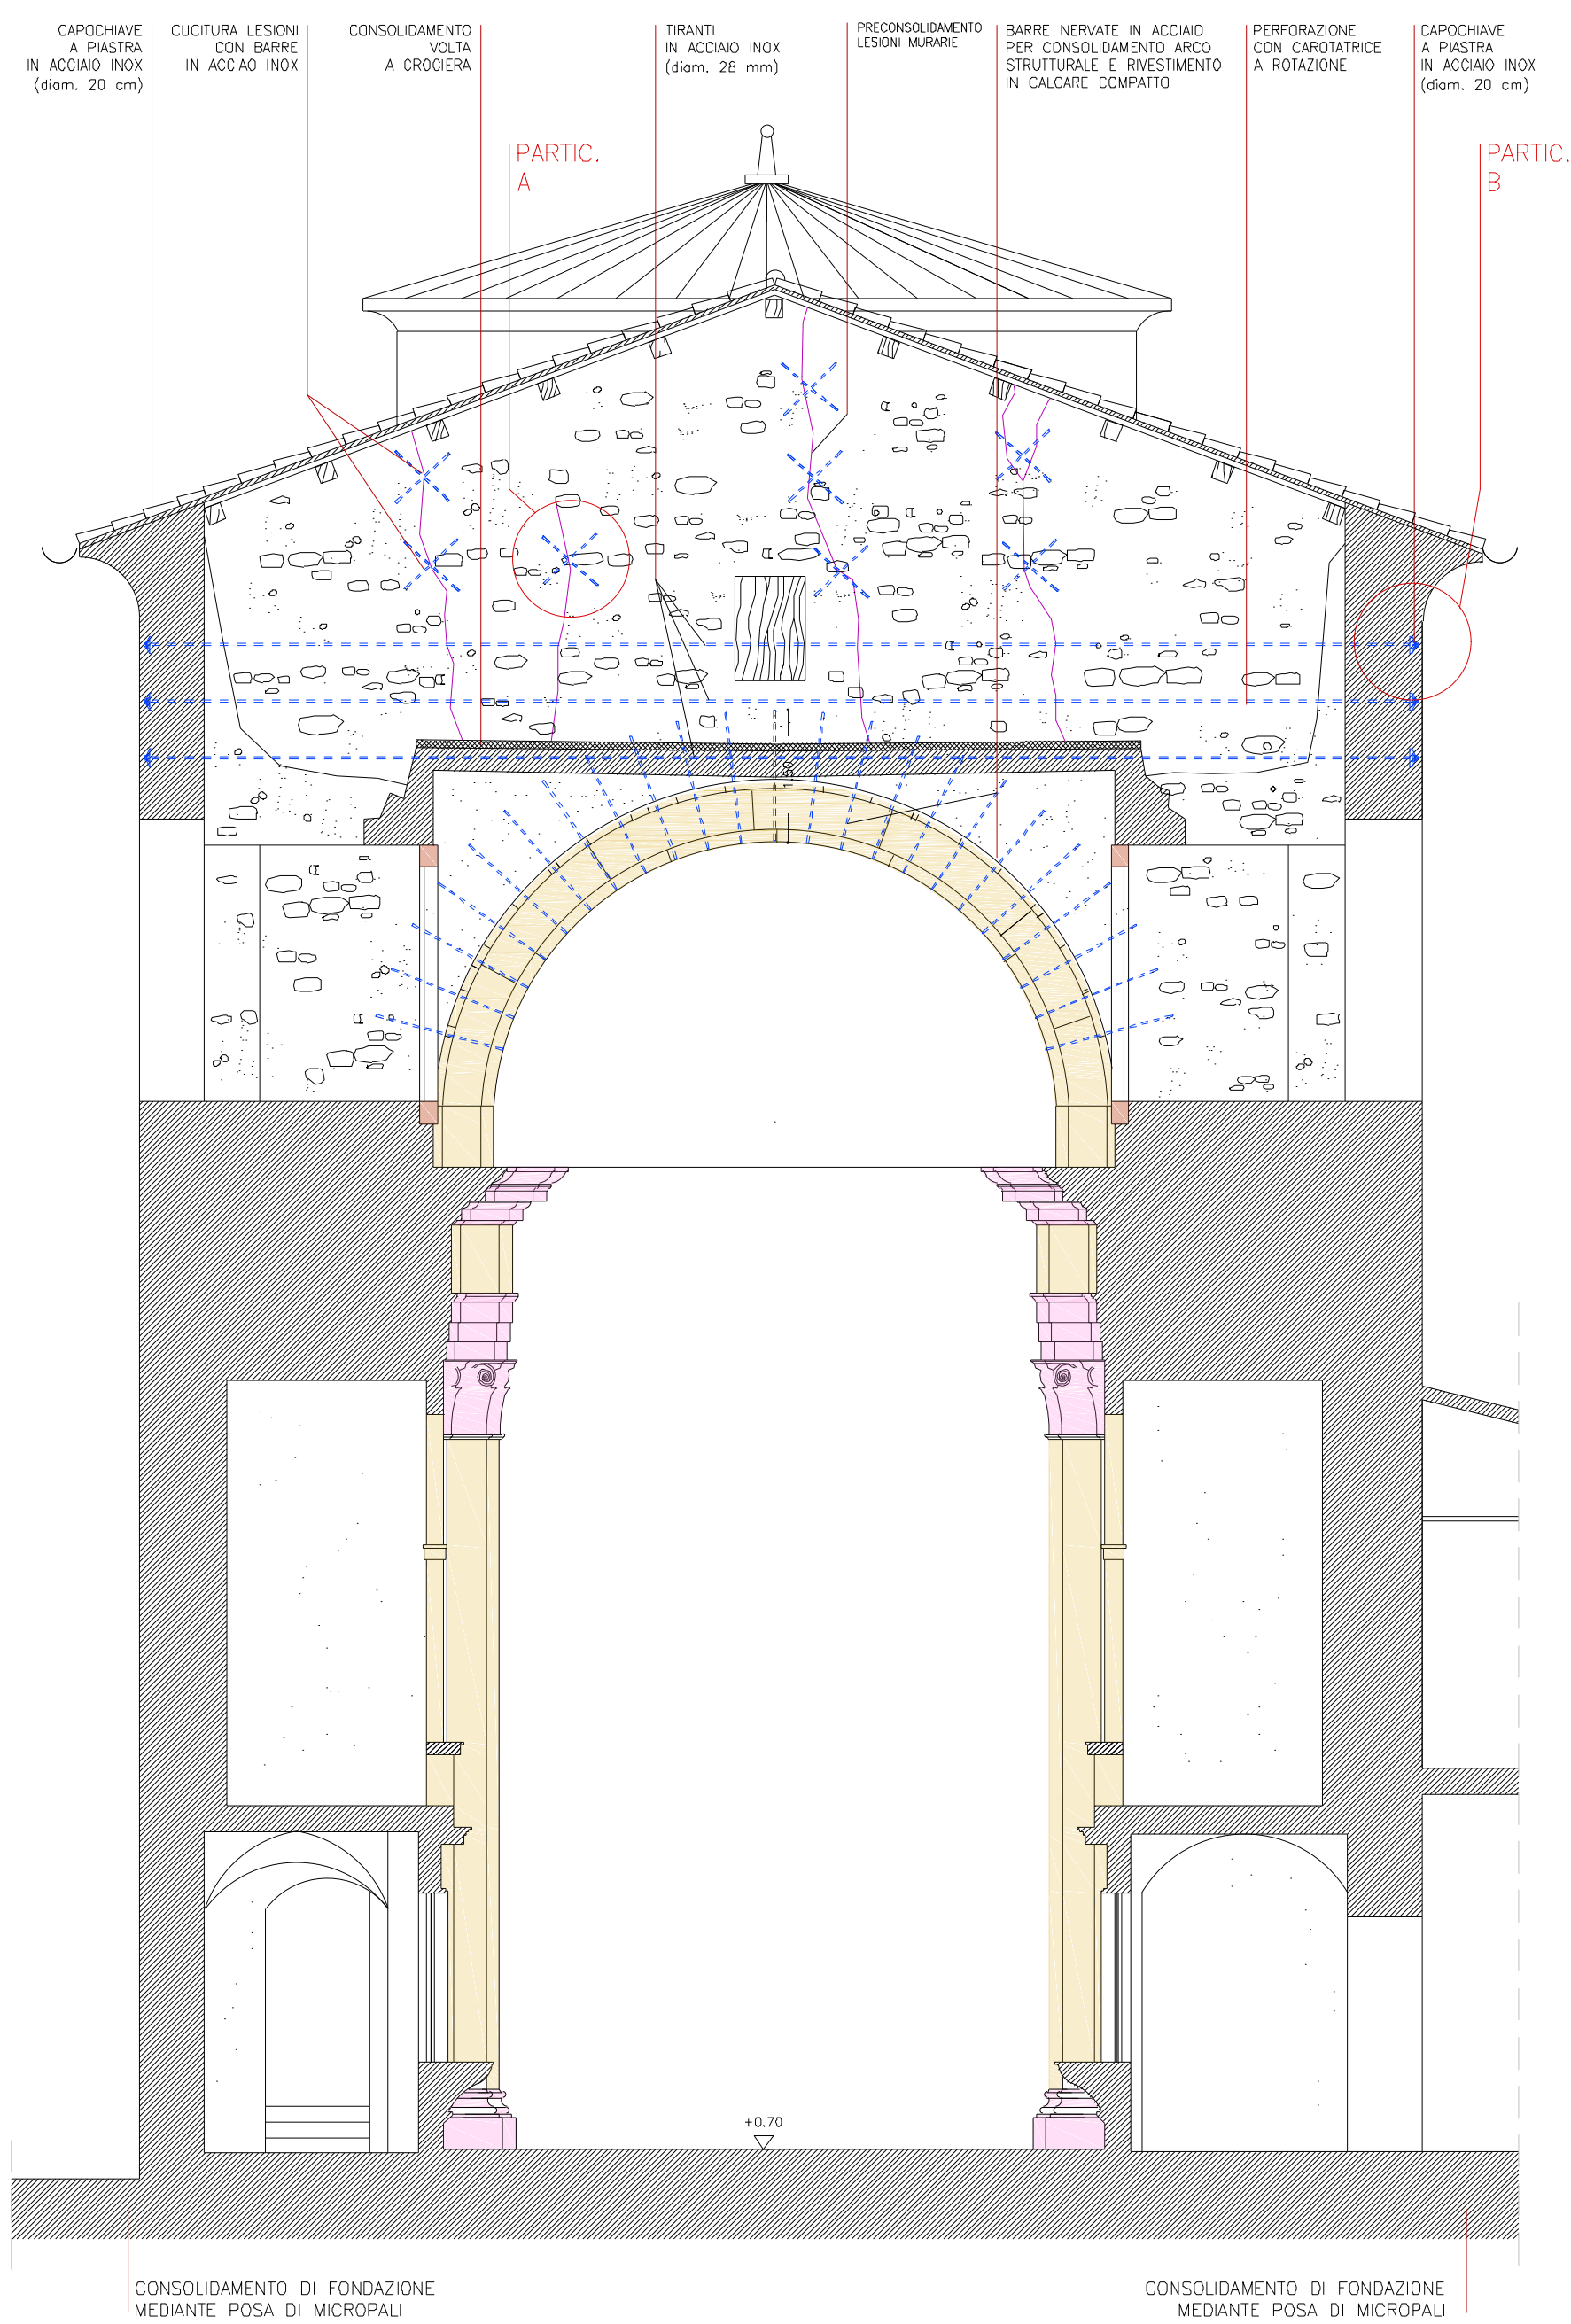 CAPOCHIAVE
A PIASTRA
IN ACCIAIO INOX
(diam. 20 cm)
CUCITURA LESIONI
CON BARRE
IN ACCIAO INOX
CONSOLIDAMENTO
VOLTA
A CROCIERA
TIRANTI
IN ACCIAIO INOX
(diam. 28 mm)
PRECONSOLIDAMENTO
LESIONI MURARIE
BARRE NERVATE IN ACCIAIO
PER CONSOLIDAMENTO ARCO
STRUTTURALE E RIVESTIMENTO
IN CALCARE COMPATTO
PERFORAZIONE
CON CAROTATRICE
A ROTAZIONE
CAPOCHIAVE
A PIASTRA
IN ACCIAIO INOX
(diam. 20 cm)
PARTIC.
A
PARTIC.
B
1.50
+0.70
CONSOLIDAMENTO DI FONDAZIONE
MEDIANTE POSA DI MICROPALI
CONSOLIDAMENTO DI FONDAZIONE
MEDIANTE POSA DI MICROPALI